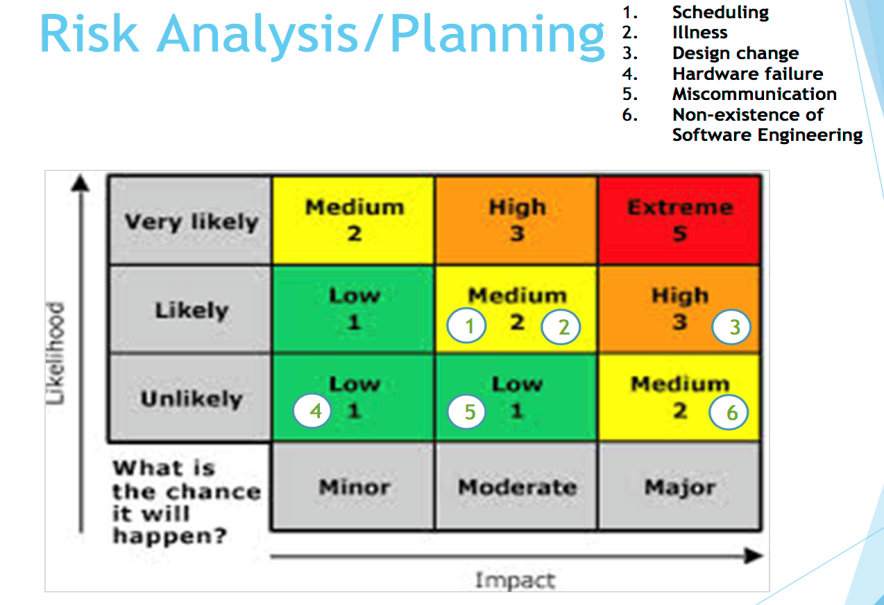 Risk Analysis/Planning
1. Scheduling
2. Illness
3. Design change
4. Hardware failure
5. Miscommunication
6. Non-existence of
Software Engineering
Likelihood
Very likely
Medium
2
High
3
Extreme
5
Likely
Low
1
Medium
1 2 2
High
3 3
Unlikely
Low
4 1
Low
5 1
Medium
2 6
What is
the chance
it will
happen?
Minor
Moderate
Major
Impact